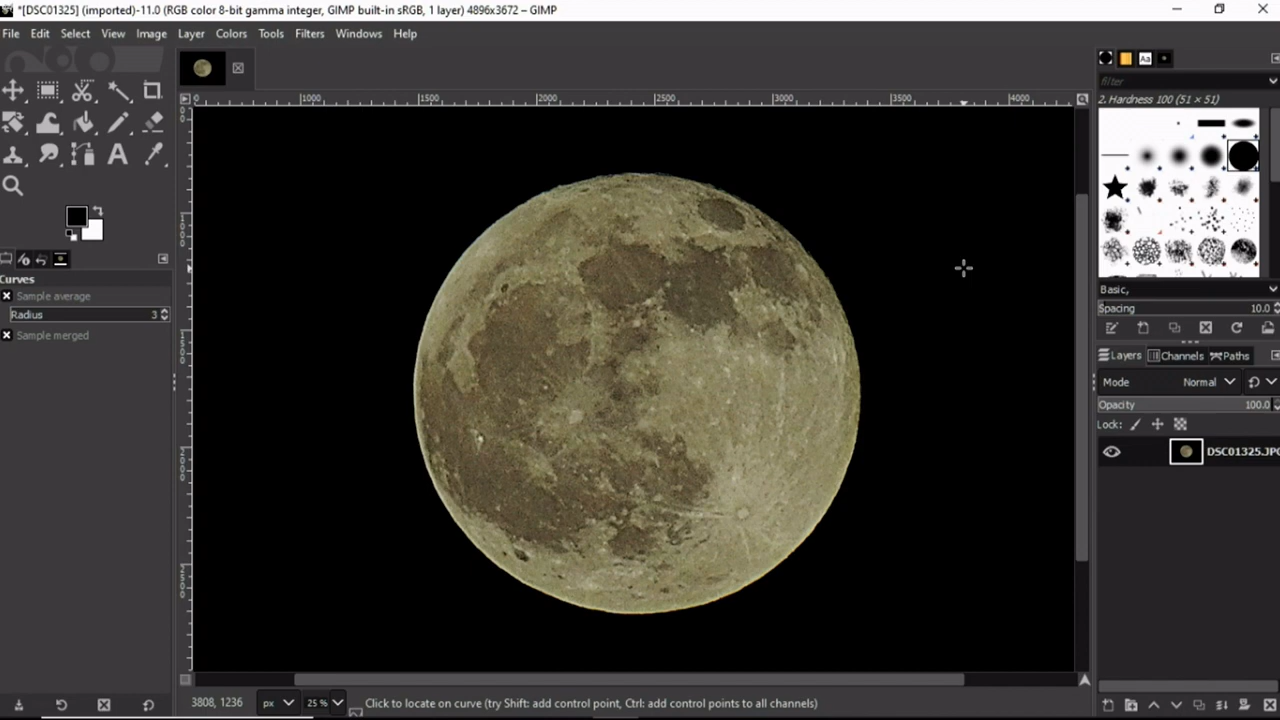 *[DSC01325] (imported)-11.0 (RGB color 8-bit gamma integer, GIMP built-in sRGB, 1 layer) 4896x3672 – GIMP
File Edit Select View Image Layer Colors Tools Filters Windows Help
1000 1500 2000 2500 3000 3500 4000
filter
2. Hardness 100 (51 × 51)
Curves
Sample average
Radius 3
Sample merged
Basic,
Spacing 10.0
Layers Channels Paths
Mode Normal
Opacity 100.0
Lock:
DSC01325.JPG
3808, 1236 px 25 % Click to locate on curve (try Shift: add control point, Ctrl: add control points to all channels)